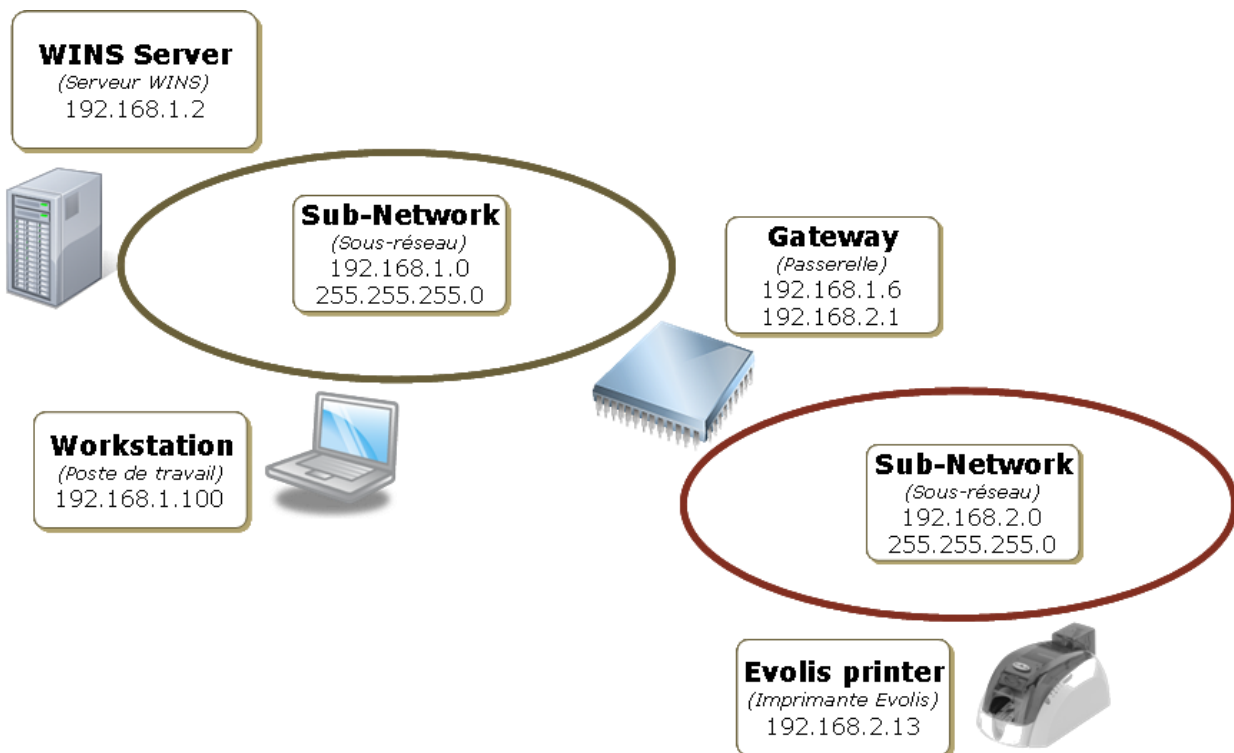 WINS Server
(Serveur WINS)
192.168.1.2
Sub-Network
(Sous-réseau)
192.168.1.0
255.255.255.0
Gateway
(Passerelle)
192.168.1.6
192.168.2.1
Workstation
(Poste de travail)
192.168.1.100
Sub-Network
(Sous-réseau)
192.168.2.0
255.255.255.0
Evolis printer
(Imprimante Evolis)
192.168.2.13